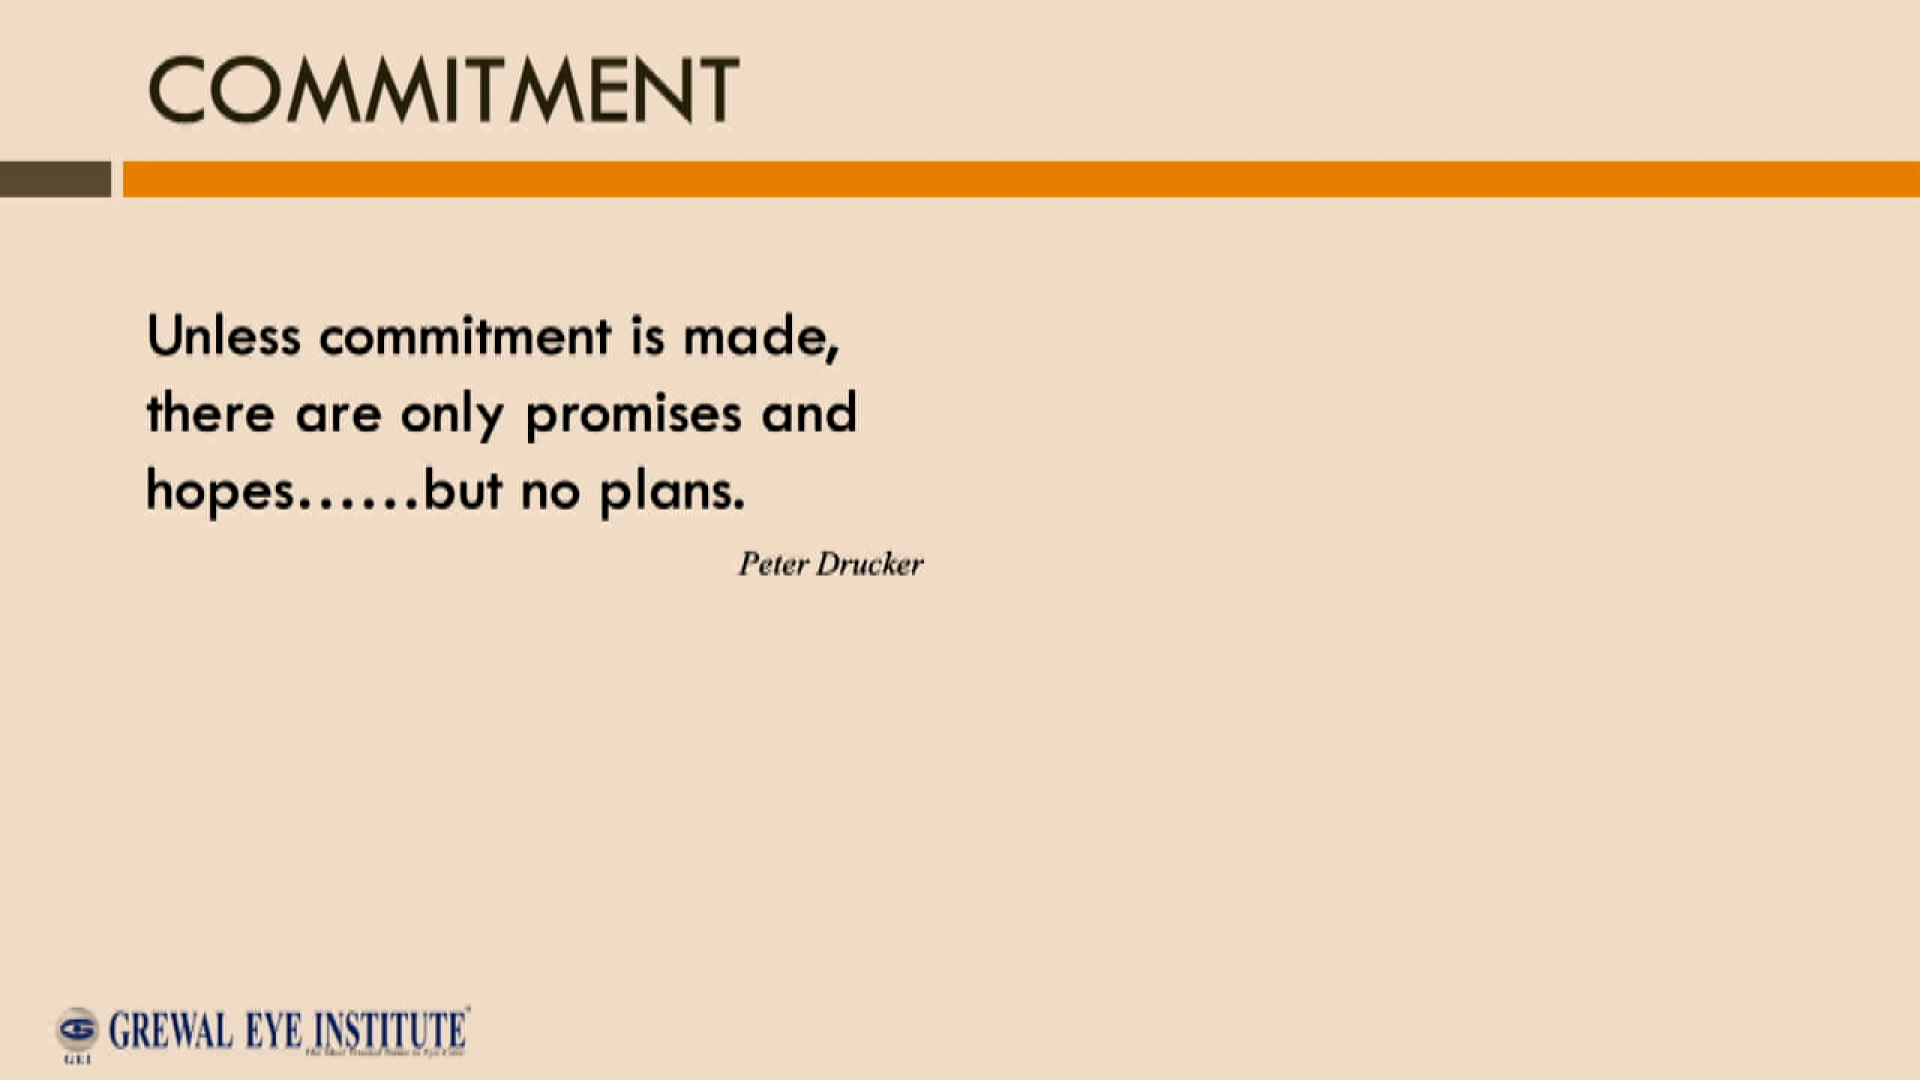 COMMITMENT
Unless commitment is made,
there are only promises and
hopes......but no plans.
Peter Drucker
GREWAL EYE INSTITUTE
GEI